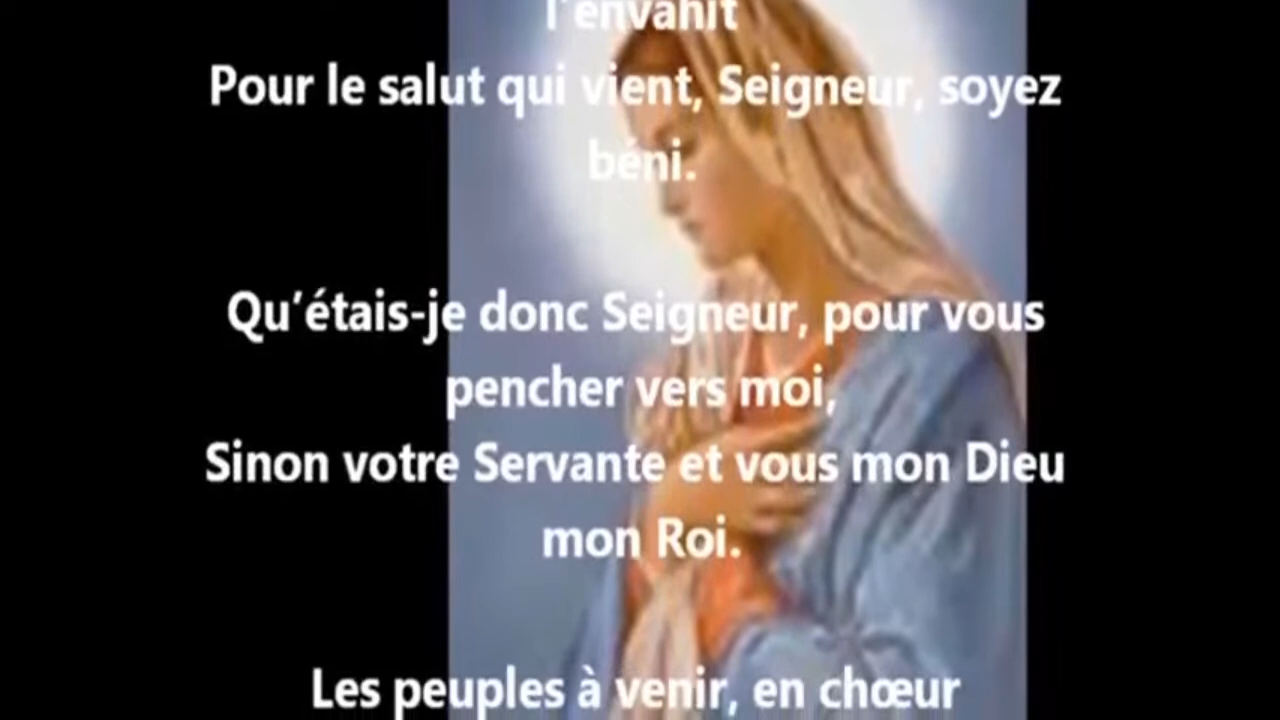 l'envahit
Pour le salut qui vient, Seigneur, soyez
béni.
Qu’étais-je donc Seigneur, pour vous
pencher vers moi,
Sinon votre Servante et vous mon Dieu
mon Roi.
Les peuples à venir, en chœur